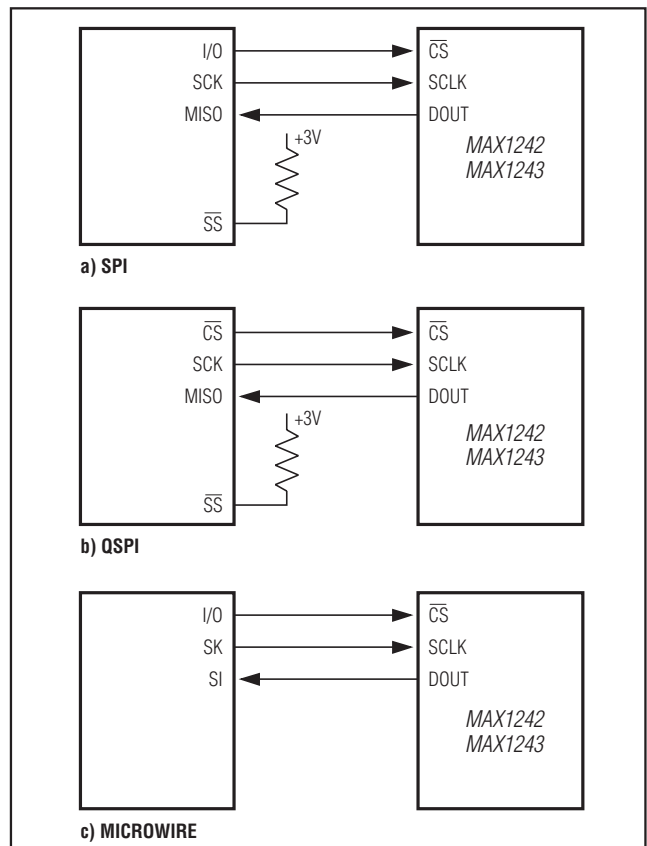 I/O CS
SCK SCLK
MISO DOUT
+3V
MAX1242
MAX1243
SS
a) SPI
CS CS
SCK SCLK
MISO DOUT
+3V
MAX1242
MAX1243
SS
b) QSPI
I/O CS
SK SCLK
SI DOUT
MAX1242
MAX1243
c) MICROWIRE